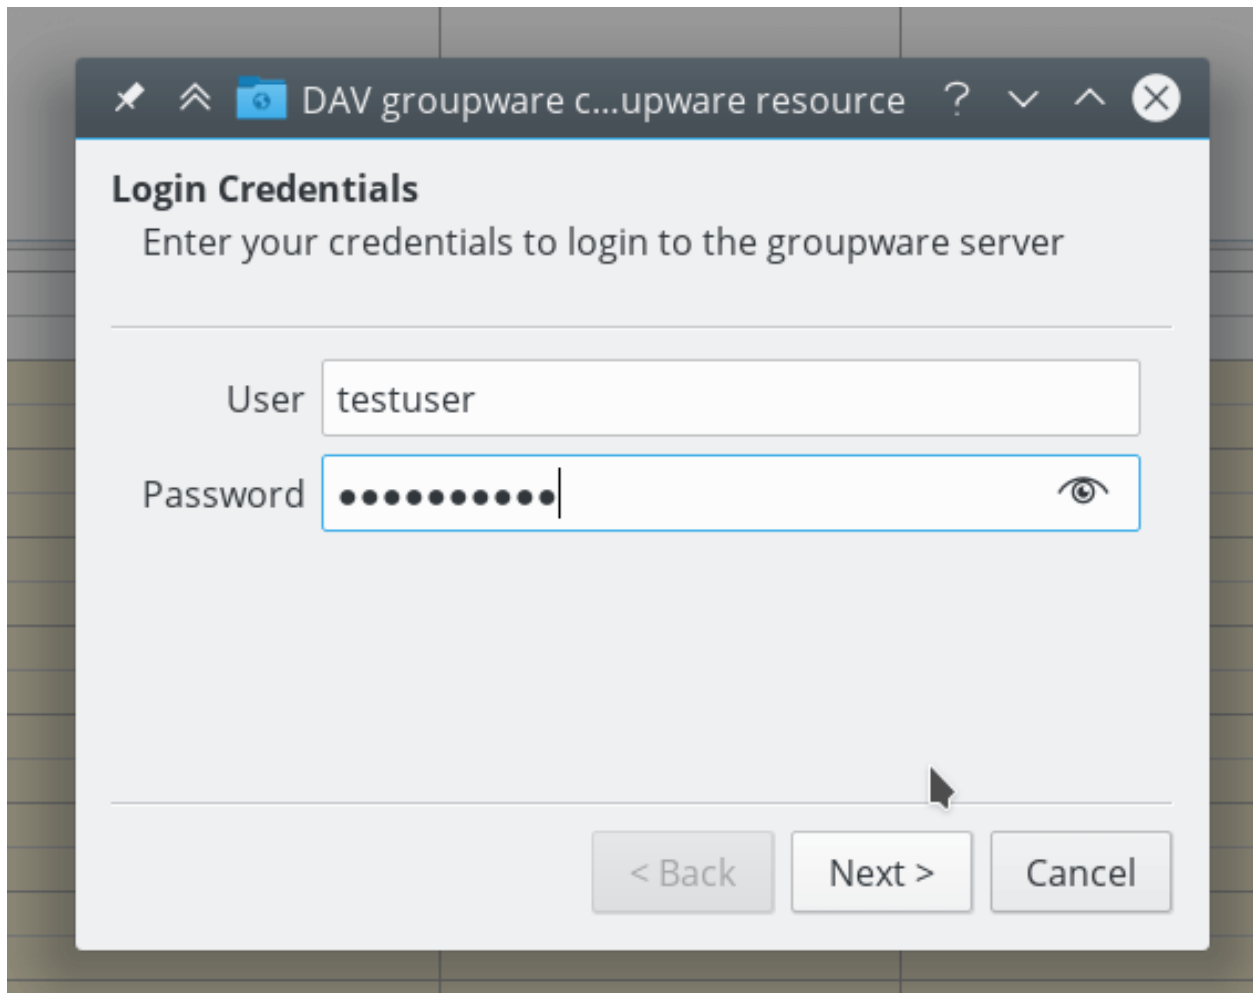 DAV groupware c...upware resource ?
Login Credentials
Enter your credentials to login to the groupware server
User testuser
Password ●●●●●●●●●●
< Back Next > Cancel